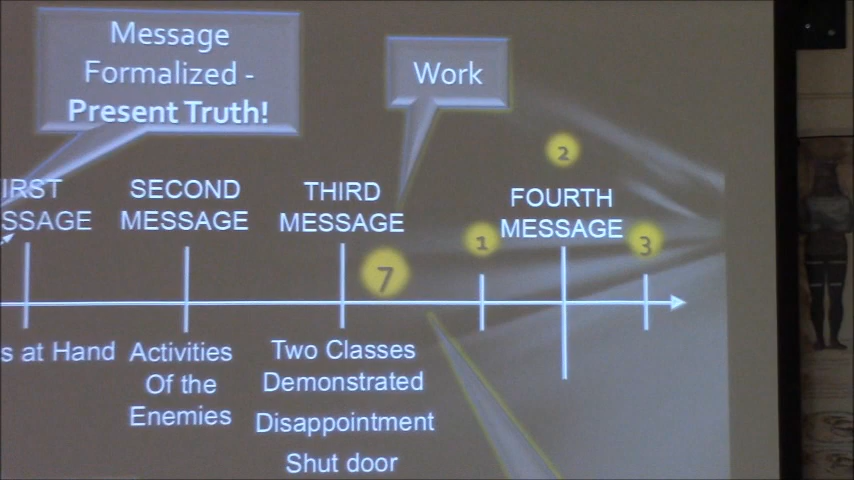 Message
Formalized -
Present Truth!
Work
2
IRST
SSAGE
SECOND
MESSAGE
THIRD
MESSAGE
FOURTH
MESSAGE
1
3
7
s at Hand
Activities
Of the
Enemies
Two Classes
Demonstrated
Disappointment
Shut door